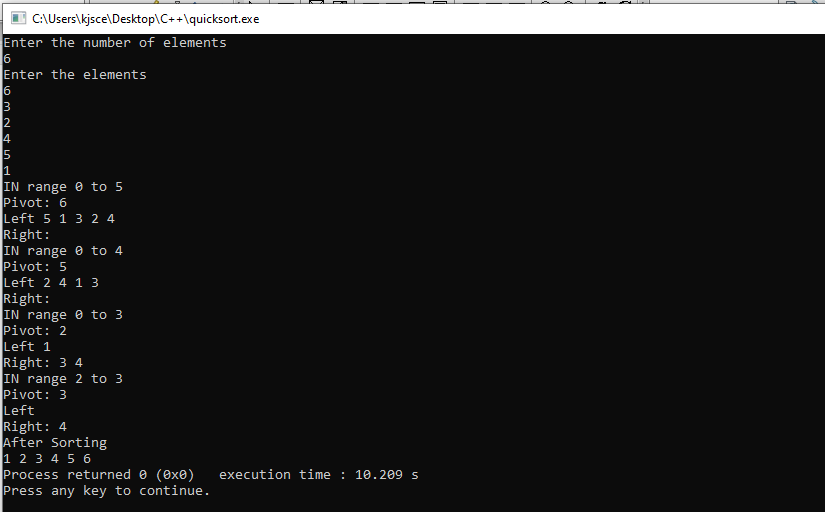 C:\Users\kjsce\Desktop\C++\quicksort.exe
Enter the number of elements
6
Enter the elements
6
3
2
4
5
1
IN range 0 to 5
Pivot: 6
Left 5 1 3 2 4
Right:
IN range 0 to 4
Pivot: 5
Left 2 4 1 3
Right:
IN range 0 to 3
Pivot: 2
Left 1
Right: 3 4
IN range 2 to 3
Pivot: 3
Left
Right: 4
After Sorting
1 2 3 4 5 6
Process returned 0 (0x0)   execution time : 10.209 s
Press any key to continue.